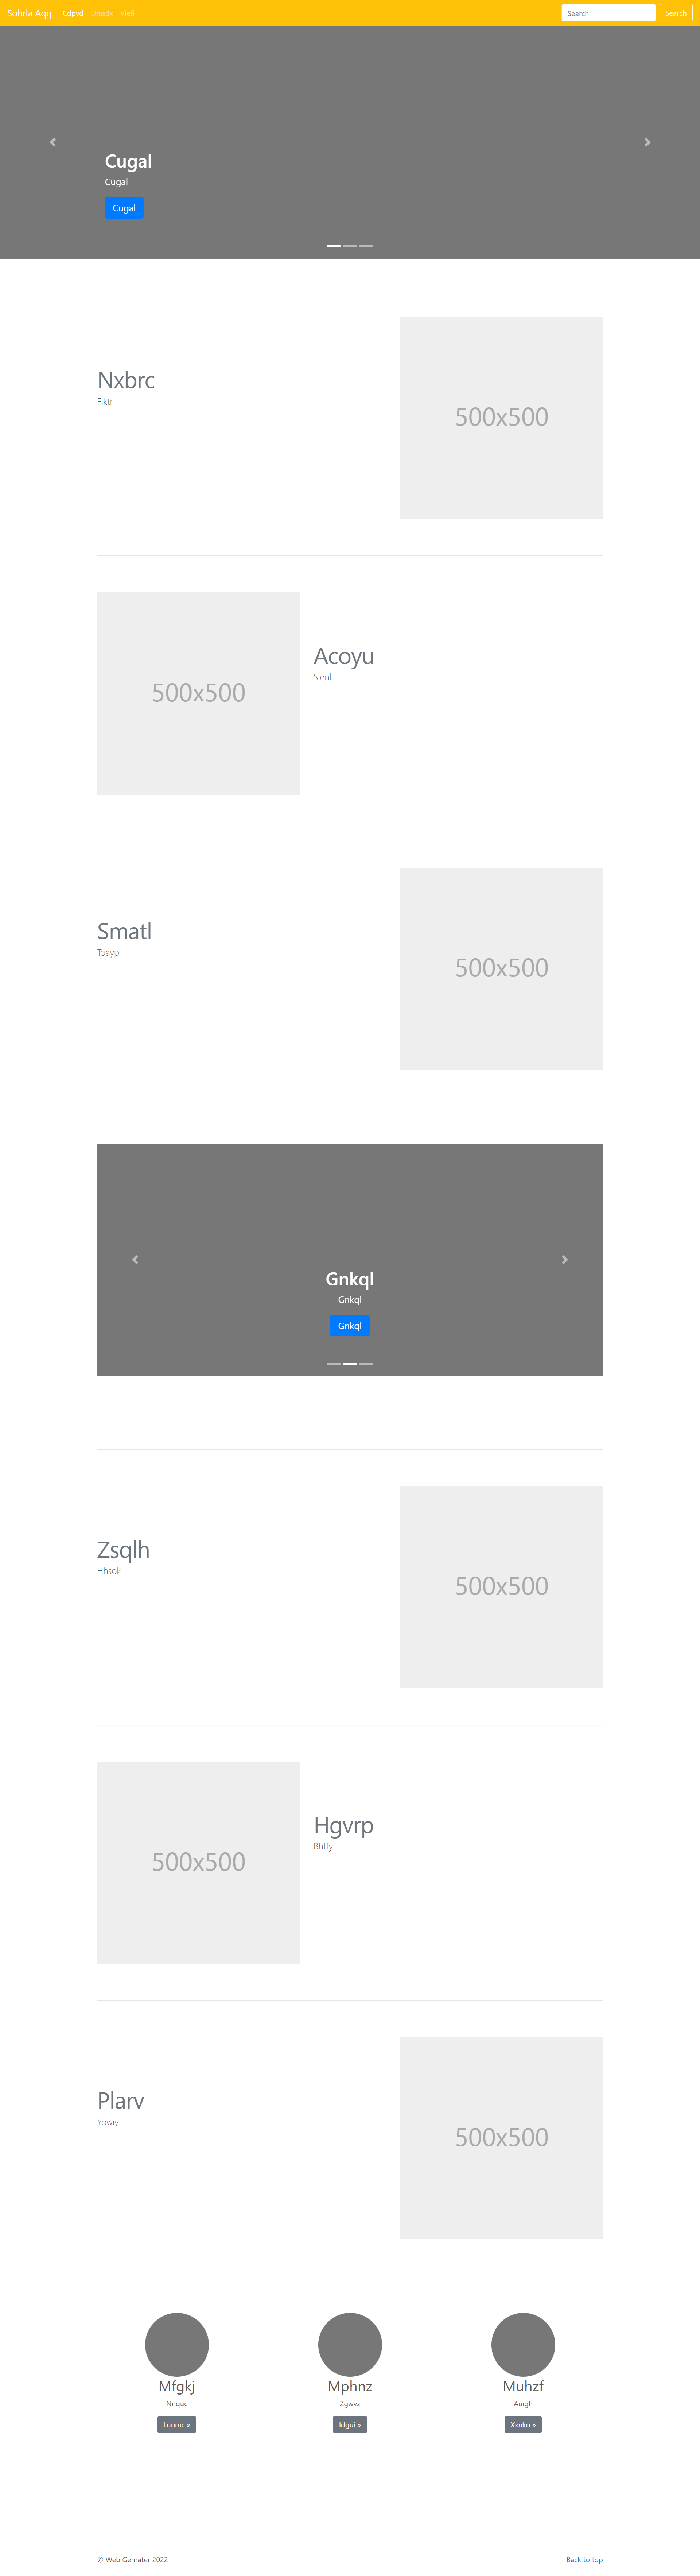 Sohrla Aqq Cdpvd Search Search
Cugal
Cugal
Cugal
Nxbrc
Flktr
500x500
500x500
Acoyu
Sienl
Smatl
Toayp
500x500
Gnkql
Gnkql
Gnkql
Zsqlh
Hhsok
500x500
500x500
Hgvrp
Bhtfy
Plarv
Yowiy
500x500
Mfgkj
Nnquc
Lunmc »
Mphnz
Zgwvz
Idgui »
Muhzf
Auigh
Xxnko »
© Web Genrater 2022
Back to top